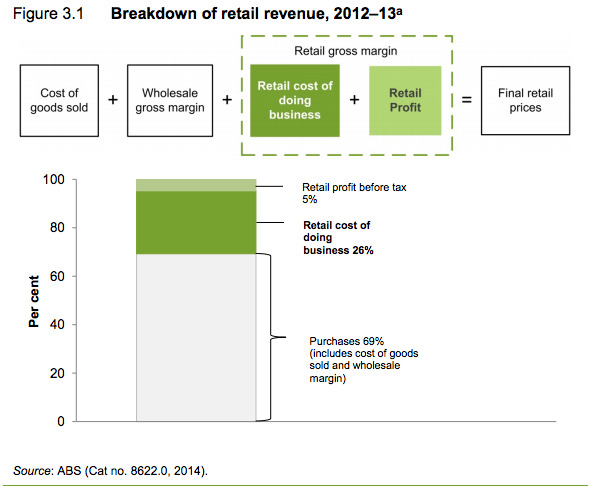 Figure 3.1 Breakdown of retail revenue, 2012–13a
Retail gross margin
Cost of
goods sold
+
Wholesale
gross margin
+
Retail cost of
doing
business
+
Retail
Profit
=
Final retail
prices
100
80
60
40
20
0
Per cent
Retail profit before tax
5%
Retail cost of
doing
business 26%
Purchases 69%
(includes cost of goods
sold and wholesale
margin)
Source: ABS (Cat no. 8622.0, 2014).